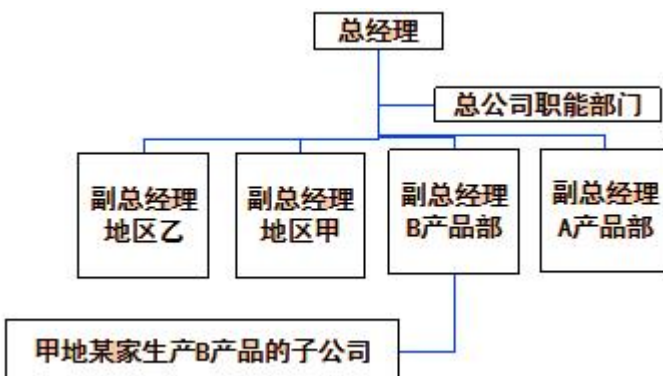 总经理
总公司职能部门
副总经理
地区乙
副总经理
地区甲
副总经理
B产品部
副总经理
A产品部
甲地某家生产B产品的子公司